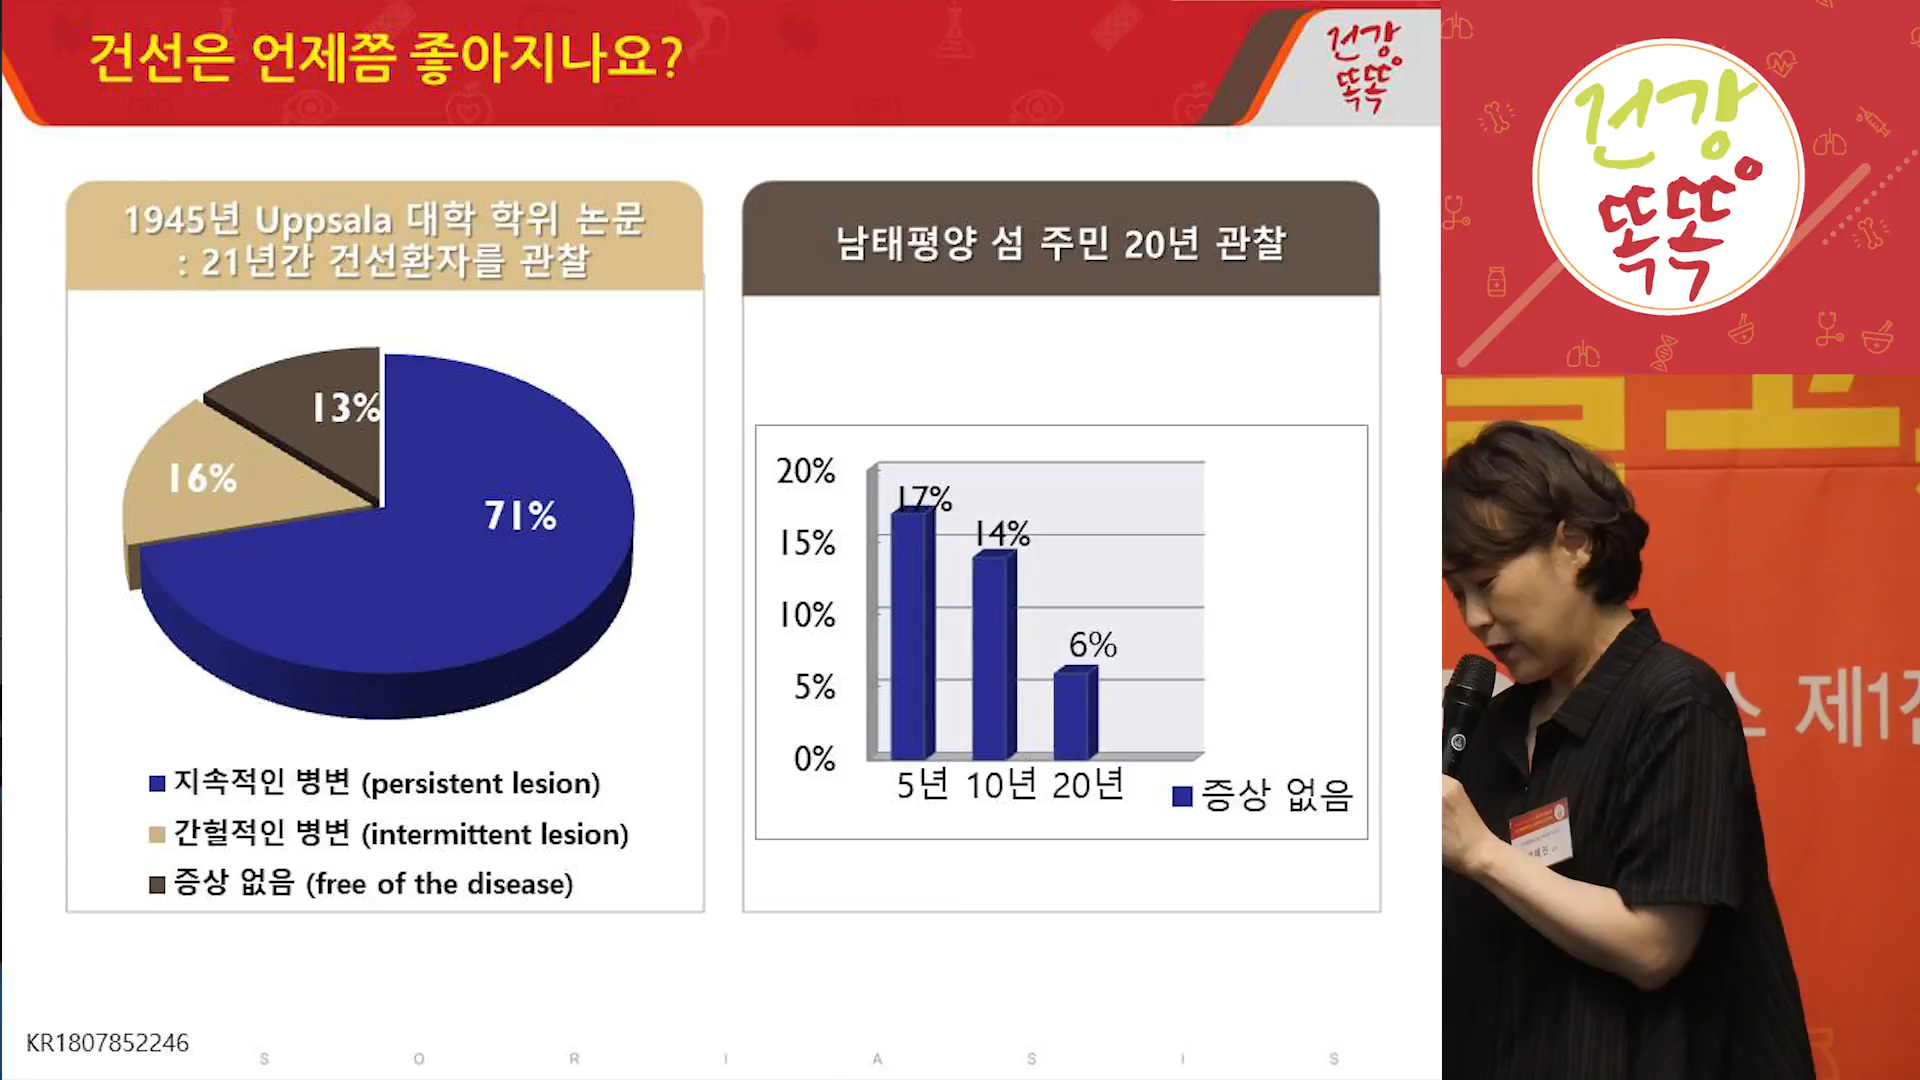 건선은 언제쯤 좋아지나요?
건강
똑똑
1945년 Uppsala 대학 학위 논문
: 21년간 건선환자를 관찰
13%
16%
71%
지속적인 병변 (persistent lesion)
간헐적인 병변 (intermittent lesion)
증상 없음 (free of the disease)
남태평양 섬 주민 20년 관찰
20%
15%
10%
5%
0%
17%
14%
6%
5년 10년 20년
증상 없음
KR1807852246
S O R I A S I S
건강
똑똑
스 제1